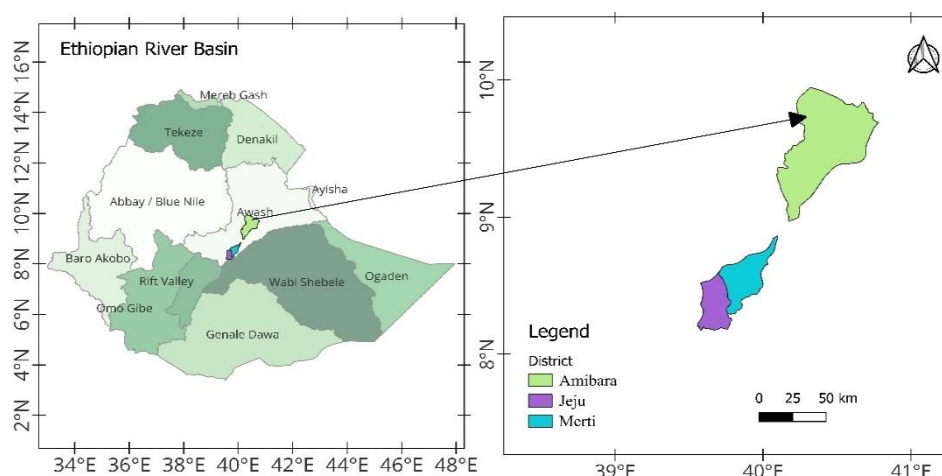 Ethiopian River Basin
16°N
14°N
12°N
10°N
8°N
6°N
4°N
2°N
Mereb Gash
Tekeze
Denakil
Ayisha
Abbay / Blue Nile
Awash
Baro Akobo
Rift Valley
Wabi Shebele
Ogaden
Omo Gibe
Genale Dawa
34°E 36°E 38°E 40°E 42°E 44°E 46°E 48°E
10°N
9°N
8°N
Legend
District
Amibara
Jeju
Merti
0 25 50 km
39°E 40°E 41°E